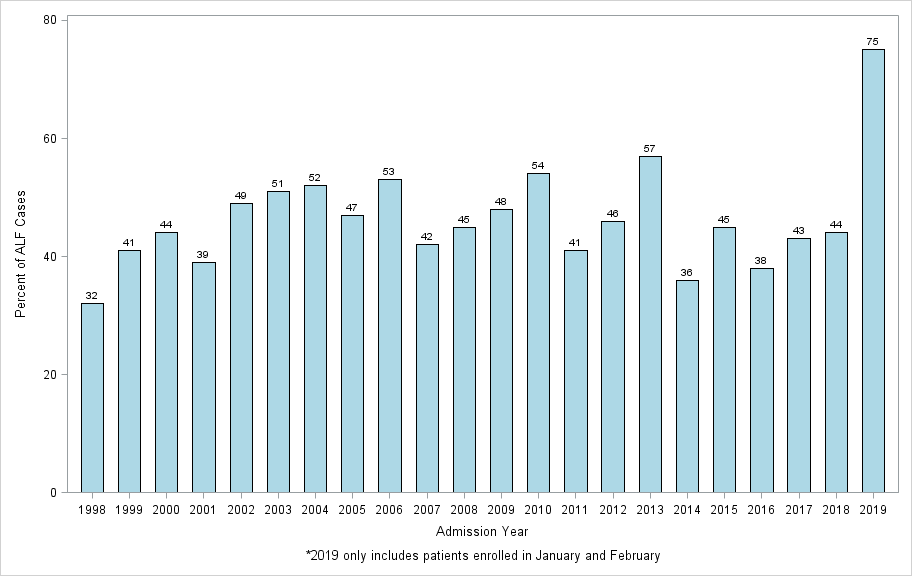 80
60
40
20
0
Percent of ALF Cases
32 41 44 39 49 51 52 47 53 42 45 48 54 41 46 57 36 45 38 43 44 75
1998 1999 2000 2001 2002 2003 2004 2005 2006 2007 2008 2009 2010 2011 2012 2013 2014 2015 2016 2017 2018 2019
Admission Year
*2019 only includes patients enrolled in January and February